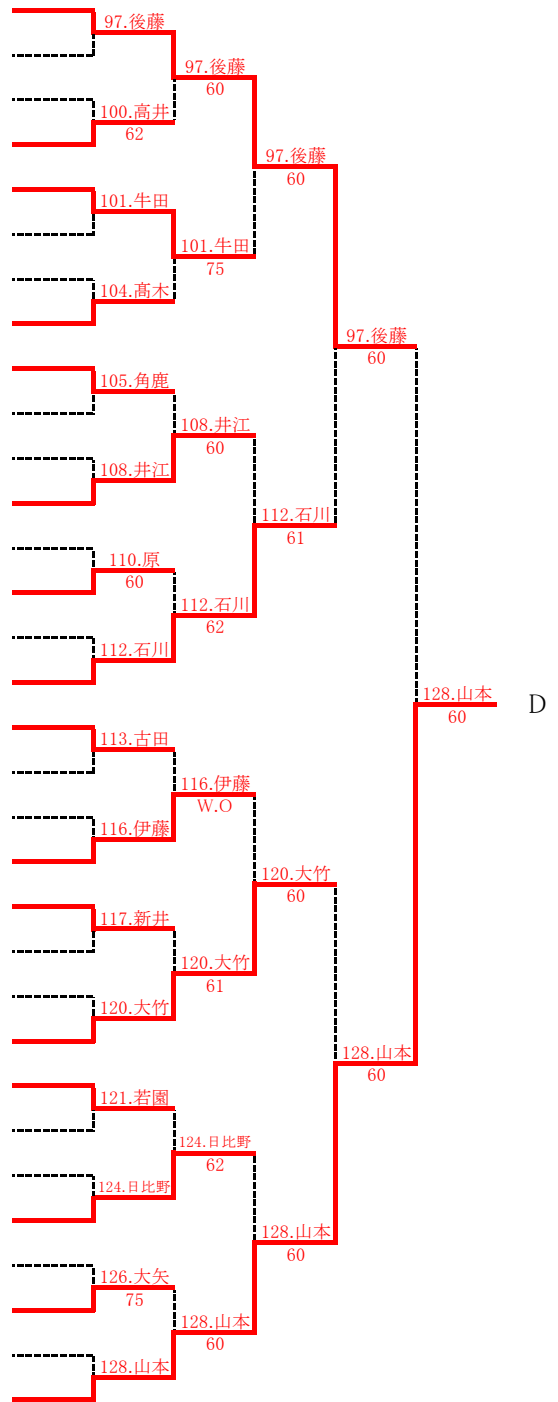 97.後藤
97.後藤
60
100.高井
62
97.後藤
60
101.牛田
101.牛田
75
104.髙木
97.後藤
60
105.角鹿
108.井江
60
108.井江
112.石川
61
110.原
60
112.石川
62
112.石川
128.山本
60
D
113.古田
116.伊藤
W.O
116.伊藤
120.大竹
60
117.新井
120.大竹
61
120.大竹
128.山本
60
121.若園
124.日比野
62
124.日比野
128.山本
60
126.大矢
75
128.山本
60
128.山本